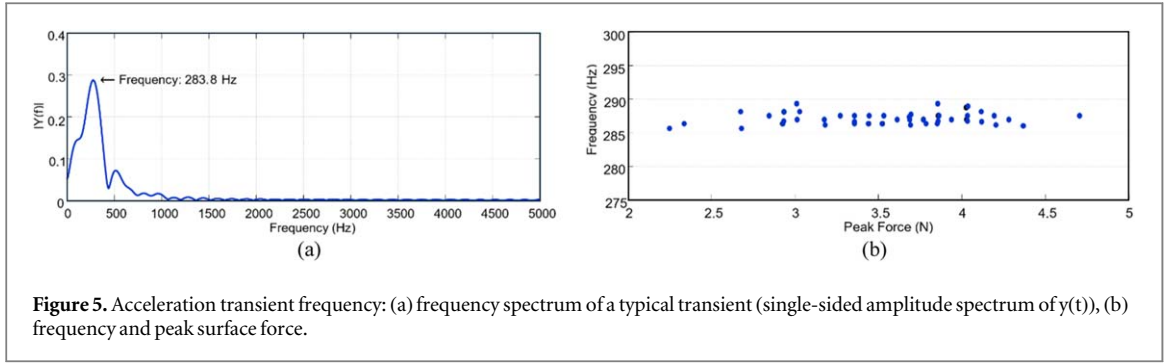 0.4
0.3
0.2
0.1
0
|Y(f)|
← Frequency: 283.8 Hz
0 500 1000 1500 2000 2500 3000 3500 4000 4500 5000
Frequency (Hz)
(a)
300
295
290
285
280
275
Frequency (Hz)
2 2.5 3 3.5 4 4.5 5
Peak Force (N)
(b)
Figure 5. Acceleration transient frequency: (a) frequency spectrum of a typical transient (single-sided amplitude spectrum of y(t)), (b)
frequency and peak surface force.